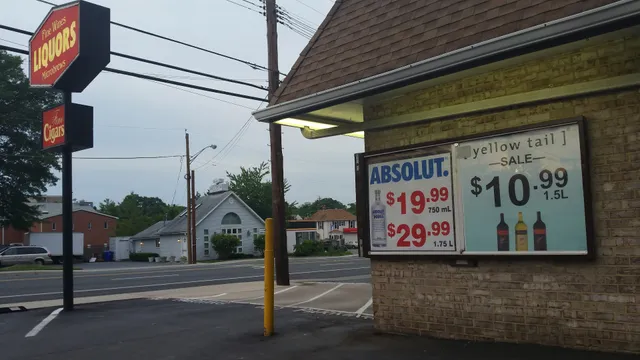 Fine Wines
LIQUORS
Microbrews
Cigars
ABSOLUT.
$19.99
750 mL
$29.99
1.75 L
[ yellow tail ]
SALE
$10.99
1.5L